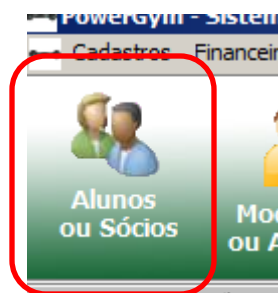 PowerGym - Sistem
Cadastros Financeir
Alunos
ou Sócios
Mod
ou A